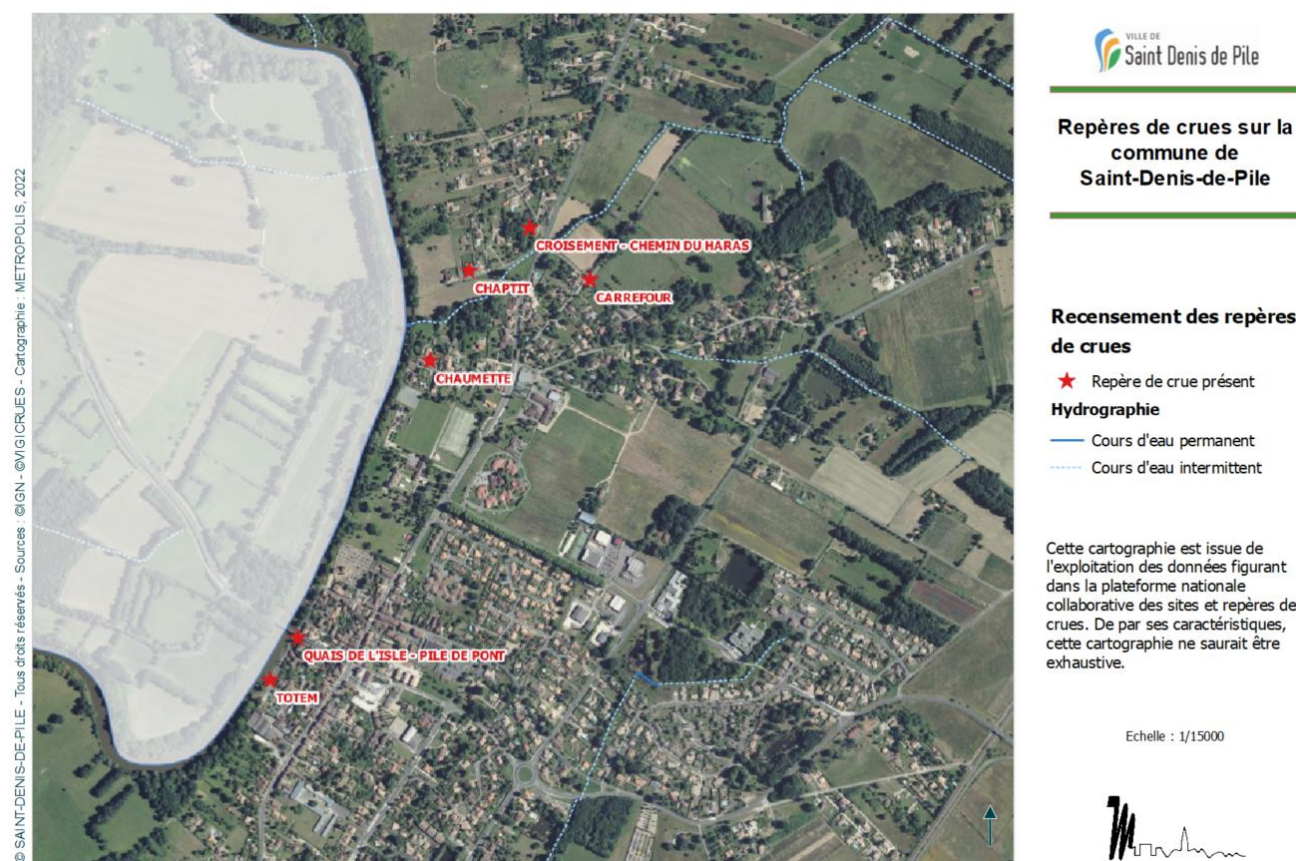 © SAINT-DENIS-DE-PILE - Tous droits réservés - Sources : ©IGN - ©VIGICRUES - Cartographie : METROPOLIS, 2022
CROISEMENT - CHEMIN DU HARAS
CHAPTIT
CARREFOUR
CHAUMETTE
QUAIS DE L'ISLE - PILE DE PONT
TOTEM
VILLE DE
Saint Denis de Pile
Repères de crues sur la
commune de
Saint-Denis-de-Pile
Recensement des repères
de crues
Repère de crue présent
Hydrographie
Cours d'eau permanent
Cours d'eau intermittent
Cette cartographie est issue de
l'exploitation des données figurant
dans la plateforme nationale
collaborative des sites et repères de
crues. De par ses caractéristiques,
cette cartographie ne saurait être
exhaustive.
Echelle : 1/15000